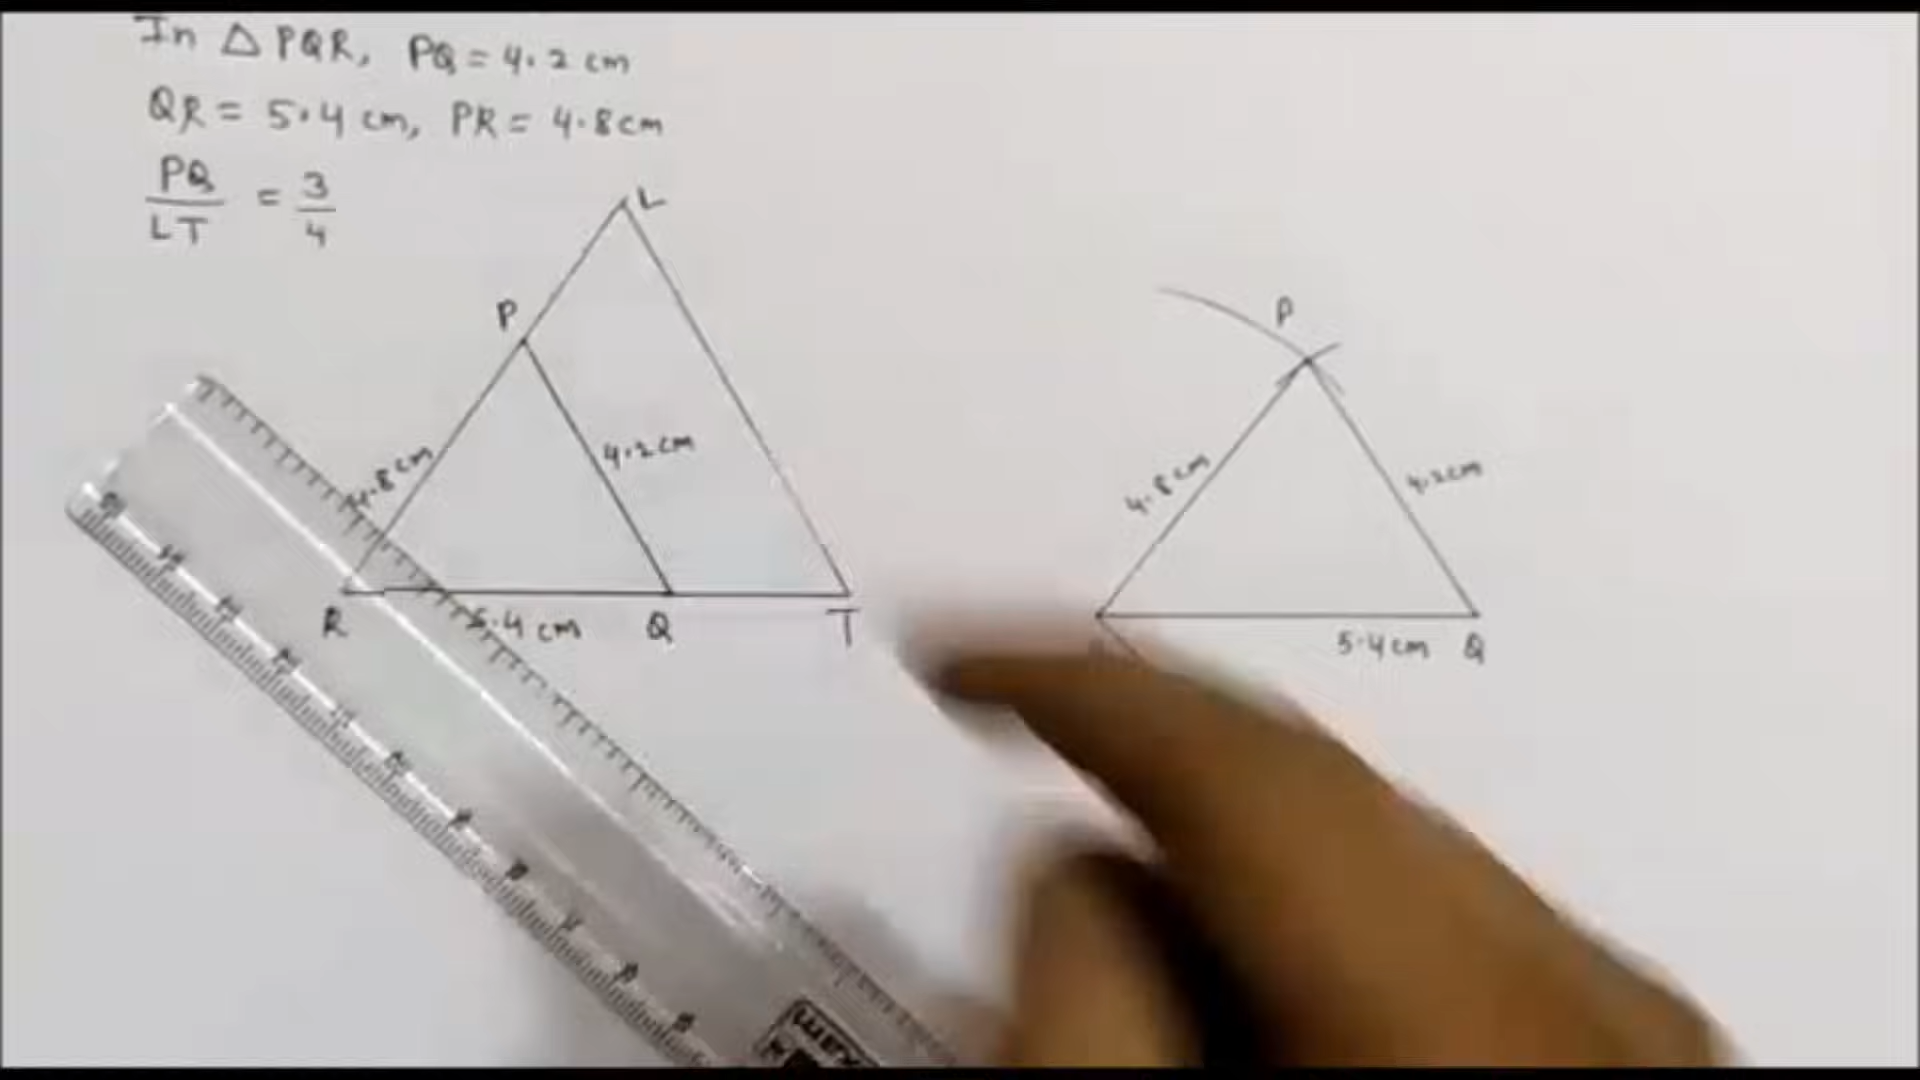 In △ PQR, PQ = 4.2 cm
QR = 5.4 cm, PR = 4.8 cm
PQ/LT = 3/4
L
P
4.8 cm
4.2 cm
R
5.4 cm
Q
T
P
4.8 cm
4.2 cm
5.4 cm
Q